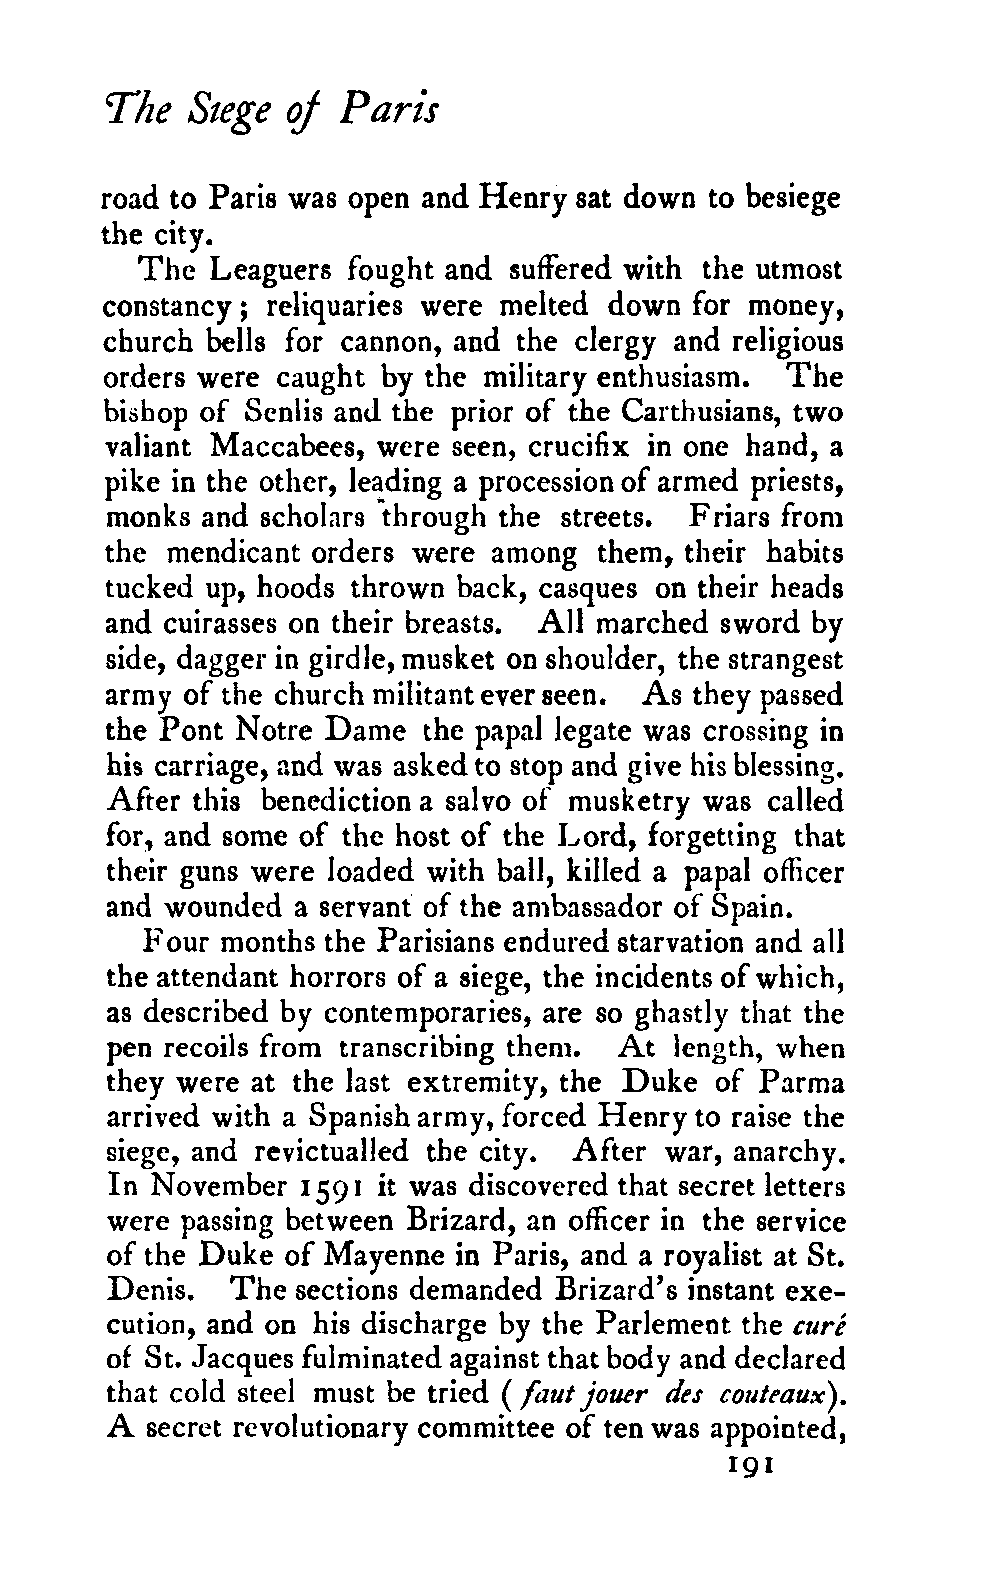 The Siege of Paris
road to Paris was open and Henry sat down to besiege
the city.
The Leaguers fought and suffered with the utmost
constancy; reliquaries were melted down for money,
church bells for cannon, and the clergy and religious
orders were caught by the military enthusiasm. The
bishop of Senlis and the prior of the Carthusians, two
valiant Maccabees, were seen, crucifix in one hand, a
pike in the other, leading a procession of armed priests,
monks and scholars through the streets. Friars from
the mendicant orders were among them, their habits
tucked up, hoods thrown back, casques on their heads
and cuirasses on their breasts. All marched sword by
side, dagger in girdle, musket on shoulder, the strangest
army of the church militant ever seen. As they passed
the Pont Notre Dame the papal legate was crossing in
his carriage, and was asked to stop and give his blessing.
After this benediction a salvo of musketry was called
for, and some of the host of the Lord, forgetting that
their guns were loaded with ball, killed a papal officer
and wounded a servant of the ambassador of Spain.
Four months the Parisians endured starvation and all
the attendant horrors of a siege, the incidents of which,
as described by contemporaries, are so ghastly that the
pen recoils from transcribing them. At length, when
they were at the last extremity, the Duke of Parma
arrived with a Spanish army, forced Henry to raise the
siege, and revictualled the city. After war, anarchy.
In November 1591 it was discovered that secret letters
were passing between Brizard, an officer in the service
of the Duke of Mayenne in Paris, and a royalist at St.
Denis. The sections demanded Brizard's instant exe-
cution, and on his discharge by the Parlement the curé
of St. Jacques fulminated against that body and declared
that cold steel must be tried (faut jouer des couteaux).
A secret revolutionary committee of ten was appointed,
191